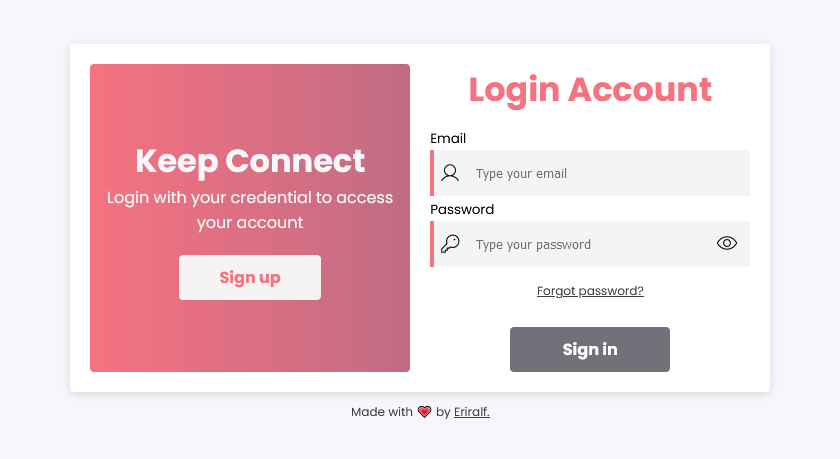 Keep Connect
Login with your credential to access
your account
Sign up
Login Account
Email
Type your email
Password
Type your password
Forgot password?
Sign in
Made with ❤ by Eriralf.